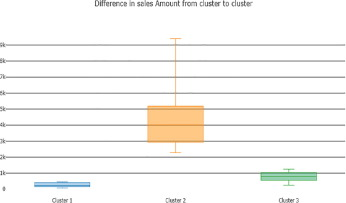 Difference in sales Amount from cluster to cluster
9k
8k
7k
6k
5k
4k
3k
2k
1k
0
Cluster 1
Cluster 2
Cluster 3